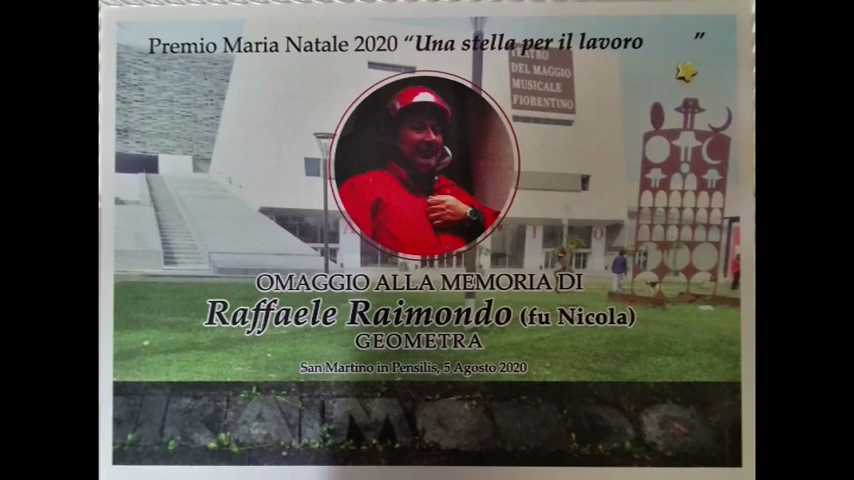 Premio Maria Natale 2020 “Una stella per il lavoro ”
TEATRO
DEL MAGGIO
MUSICALE
FIORENTINO
OMAGGIO ALLA MEMORIA DI
Raffaele Raimondo (fu Nicola)
GEOMETRA
San Martino in Pensilis, 5 Agosto 2020
RAIMONDO